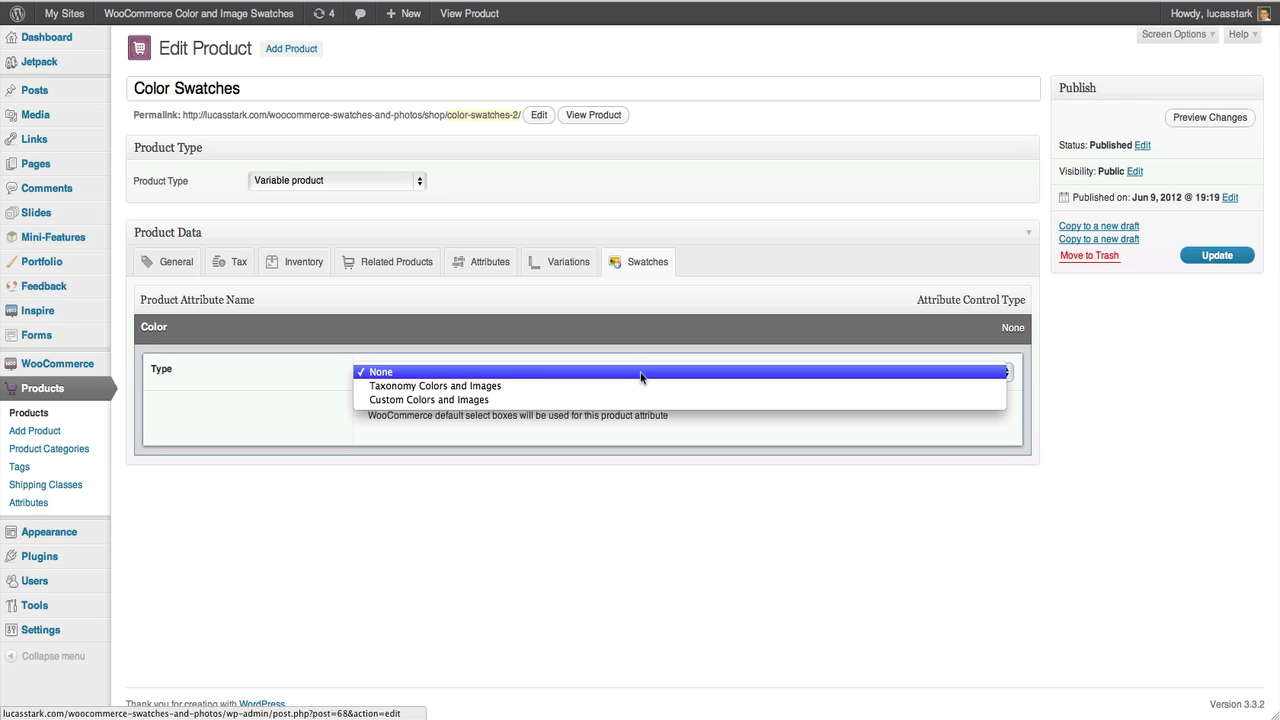 My Sites WooCommerce Color and Image Swatches 4 New View Product Howdy, lucasstark
Screen Options Help
Dashboard
Jetpack
Posts
Media
Links
Pages
Comments
Slides
Mini-Features
Portfolio
Feedback
Inspire
Forms
WooCommerce
Products
Products
Add Product
Product Categories
Tags
Shipping Classes
Attributes
Appearance
Plugins
Users
Tools
Settings
Collapse menu
Edit Product Add Product
Color Swatches
Permalink: http://lucasstark.com/woocommerce-swatches-and-photos/shop/color-swatches-2/ Edit View Product
Product Type
Product Type Variable product
Product Data
General Tax Inventory Related Products Attributes Variations Swatches
Product Attribute Name Attribute Control Type
Color None
Type ✓ None
Taxonomy Colors and Images
Custom Colors and Images
WooCommerce default select boxes will be used for this product attribute
Publish
Preview Changes
Status: Published Edit
Visibility: Public Edit
Published on: Jun 9, 2012 @ 19:19 Edit
Copy to a new draft
Copy to a new draft
Move to Trash Update
Thank you for creating with WordPress Version 3.3.2
lucasstark.com/woocommerce-swatches-and-photos/wp-admin/post.php?post=68&action=edit